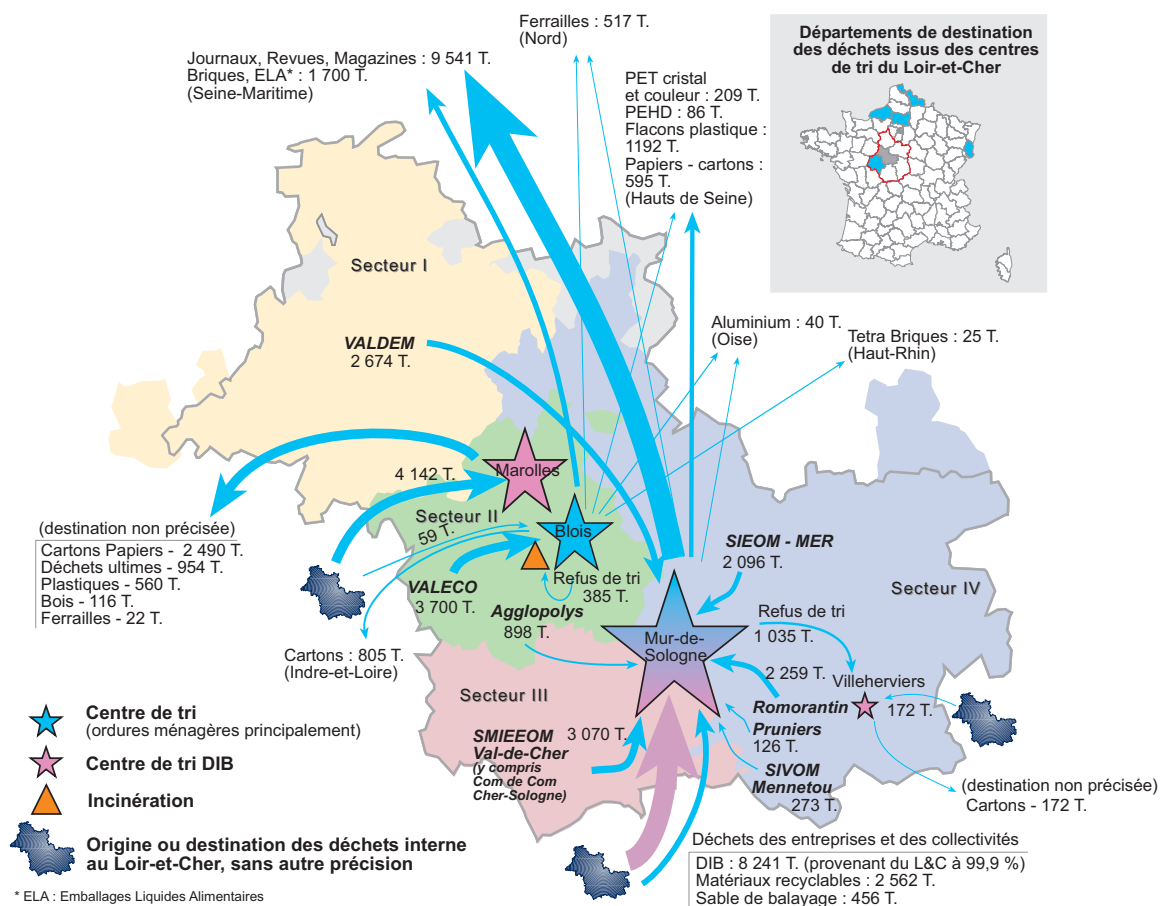 Ferrailles : 517 T.
(Nord)
Journaux, Revues, Magazines : 9 541 T.
Briques, ELA* : 1 700 T.
(Seine-Maritime)
PET cristal
et couleur : 209 T.
PEHD : 86 T.
Flacons plastique :
1192 T.
Papiers - cartons :
595 T.
(Hauts de Seine)
Départements de destination
des déchets issus des centres
de tri du Loir-et-Cher
Secteur I
VALDEM
2 674 T.
Aluminium : 40 T.
(Oise)
Tetra Briques : 25 T.
(Haut-Rhin)
Marolles
4 142 T.
Secteur II
59 T.
Blois
(destination non précisée)
Cartons Papiers - 2 490 T.
Déchets ultimes - 954 T.
Plastiques - 560 T.
Bois - 116 T.
Ferrailles - 22 T.
VALECO
3 700 T.
Refus de tri
385 T.
Agglopolys
898 T.
SIEOM - MER
2 096 T.
Secteur IV
Refus de tri
1 035 T.
Mur-de-
Sologne
Cartons : 805 T.
(Indre-et-Loire)
Secteur III
2 259 T.
Villeherviers
172 T.
Romorantin
Pruniers
126 T.
SMIEEOM
Val-de-Cher
(y compris
Com de Com
Cher-Sologne)
3 070 T.
SIVOM
Mennetou
273 T.
(destination non précisée)
Cartons - 172 T.
Déchets des entreprises et des collectivités
DIB : 8 241 T. (provenant du L&C à 99,9 %)
Matériaux recyclables : 2 562 T.
Sable de balayage : 456 T.
Centre de tri
(ordures ménagères principalement)
Centre de tri DIB
Incinération
Origine ou destination des déchets interne
au Loir-et-Cher, sans autre précision
* ELA : Emballages Liquides Alimentaires